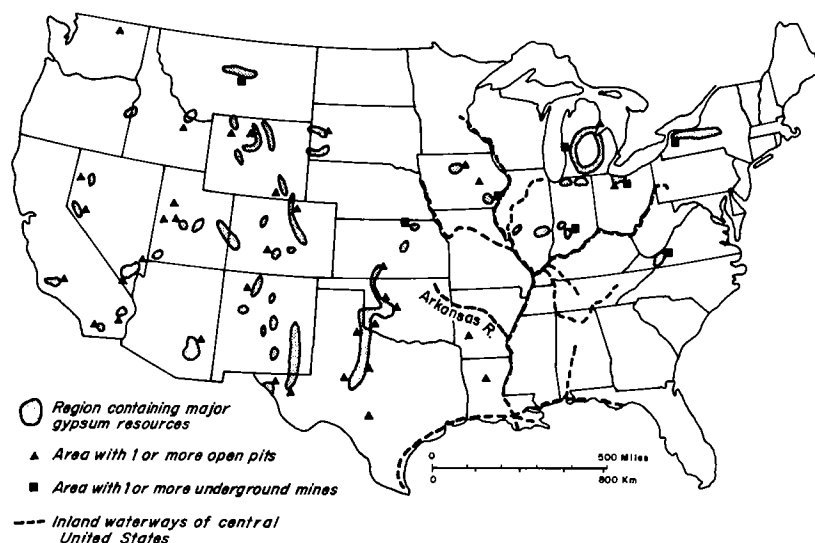 Arkansas R.
Region containing major
gypsum resources
Area with 1 or more open pits
Area with 1 or more underground mines
Inland waterways of central
United States
0 500 Miles
0 800 Km